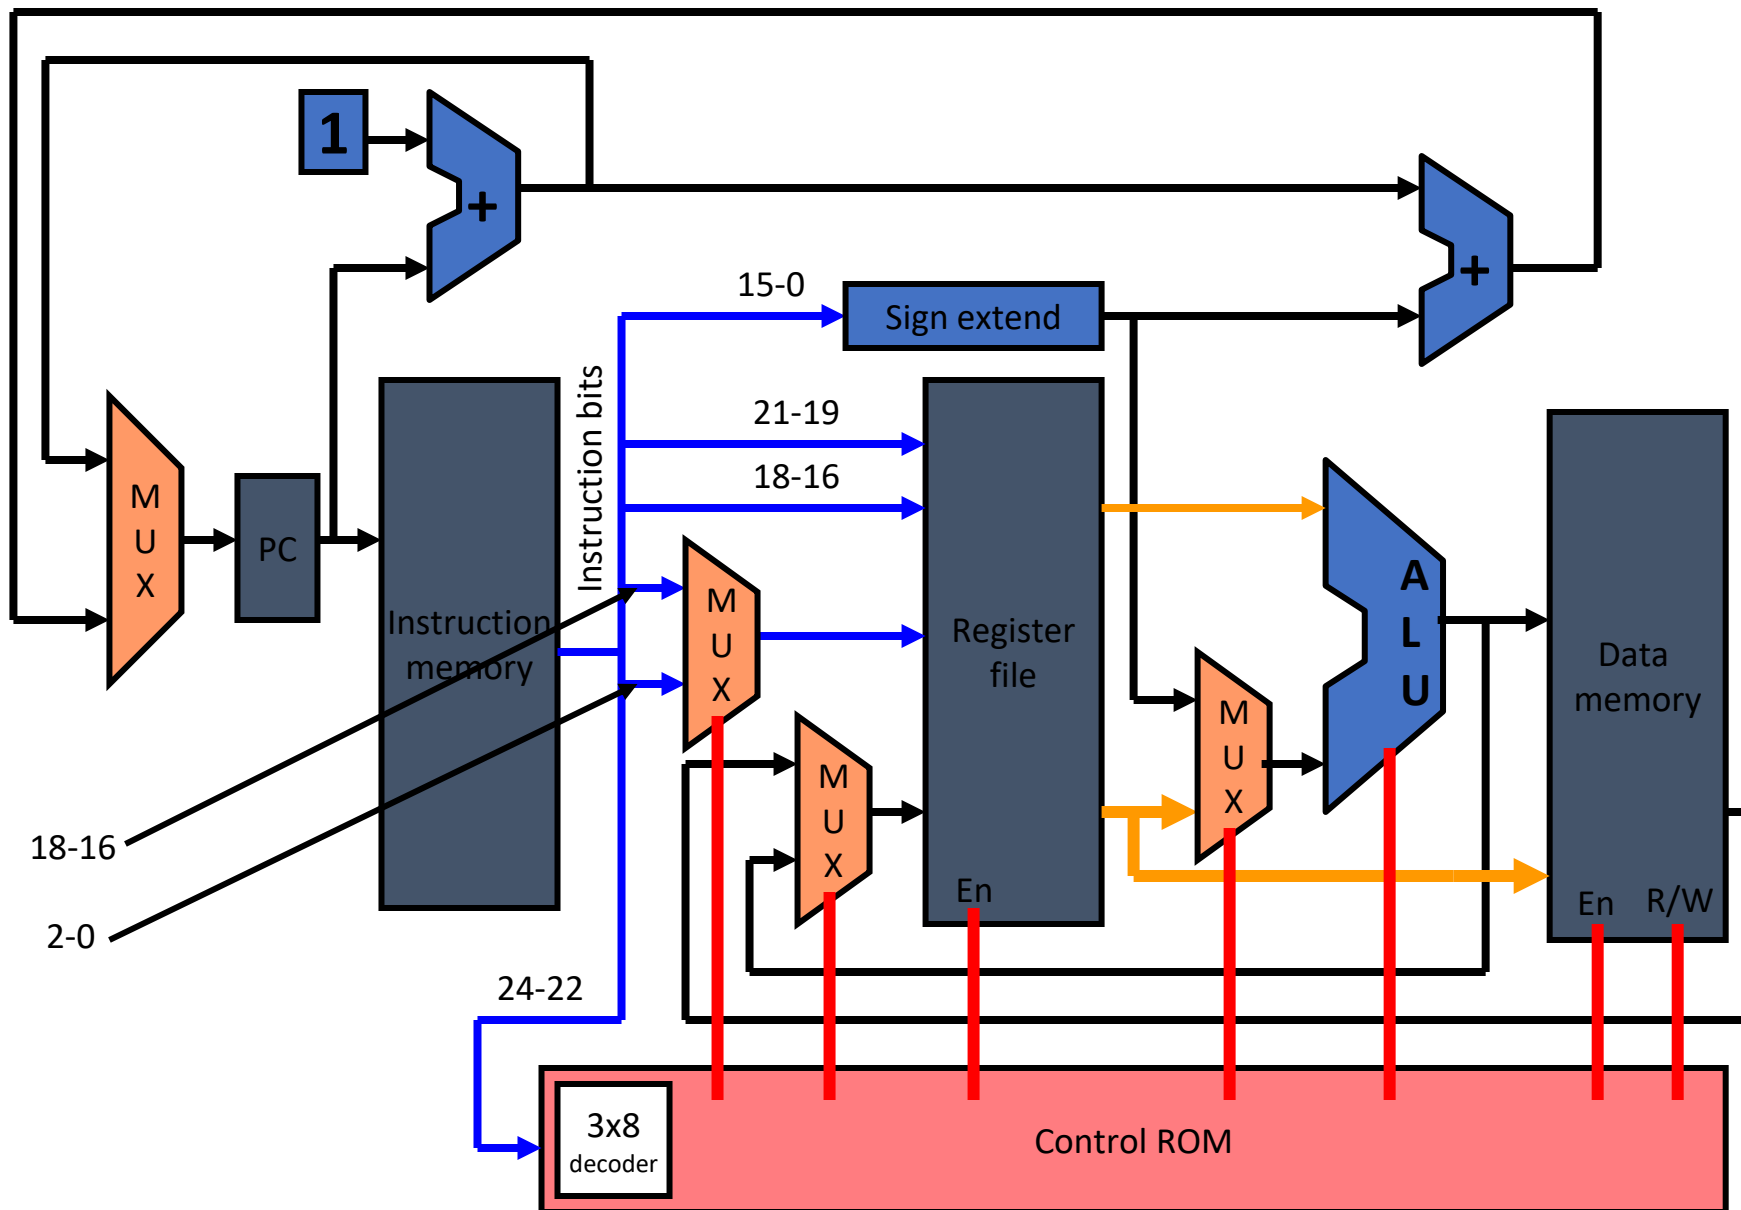 1
+
+
15-0
Sign extend
Instruction bits
21-19
18-16
M
U
X
PC
Instruction
memory
M
U
X
Register
file
En
A
L
U
M
U
X
Data
memory
En
R/W
M
U
X
18-16
2-0
24-22
3x8
decoder
Control ROM